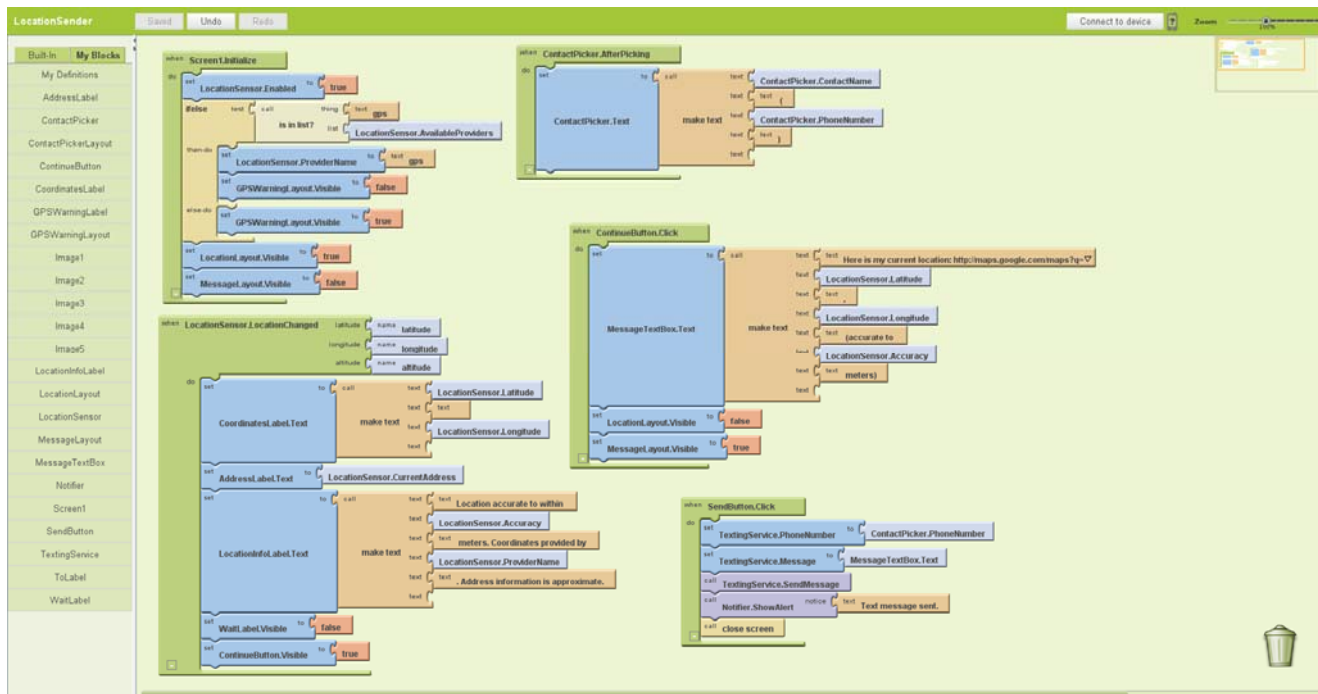 LocationSender
Saved Undo Redo
Connect to device ? Zoom 100%
Built-In My Blocks
My Definitions
AddressLabel
ContactPicker
ContactPickerLayout
ContinueButton
CoordinatesLabel
GPSWarningLabel
GPSWarningLayout
Image1
Image2
Image3
Image4
Image5
LocationInfoLabel
LocationLayout
LocationSensor
MessageLayout
MessageTextBox
Notifier
Screen1
SendButton
TextingService
ToLabel
WaitLabel
when Screen1.Initialize
do set LocationSensor.Enabled to true
ifelse test call is in list? thing text gps
list LocationSensor.AvailableProviders
then-do set LocationSensor.ProviderName to text gps
set GPSWarningLayout.Visible to false
else-do set GPSWarningLayout.Visible to true
set LocationLayout.Visible to true
set MessageLayout.Visible to false
when LocationSensor.LocationChanged latitude name latitude
longitude name longitude
altitude name altitude
do set CoordinatesLabel.Text to call make text text LocationSensor.Latitude
text text
text LocationSensor.Longitude
text
set AddressLabel.Text to LocationSensor.CurrentAddress
set LocationInfoLabel.Text to call make text text text Location accurate to within
text LocationSensor.Accuracy
text text meters. Coordinates provided by
text LocationSensor.ProviderName
text text . Address information is approximate.
text
set WaitLabel.Visible to false
set ContinueButton.Visible to true
when ContactPicker.AfterPicking
do set ContactPicker.Text to call make text text ContactPicker.ContactName
text text (
text ContactPicker.PhoneNumber
text text )
text
when ContinueButton.Click
do set MessageTextBox.Text to call make text text text Here is my current location: http://maps.google.com/maps?q=
text LocationSensor.Latitude
text text ,
text LocationSensor.Longitude
text text (accurate to
text LocationSensor.Accuracy
text text meters)
text
set LocationLayout.Visible to false
set MessageLayout.Visible to true
when SendButton.Click
do set TextingService.PhoneNumber to ContactPicker.PhoneNumber
set TextingService.Message to MessageTextBox.Text
call TextingService.SendMessage
call Notifier.ShowAlert notice text Text message sent.
call close screen